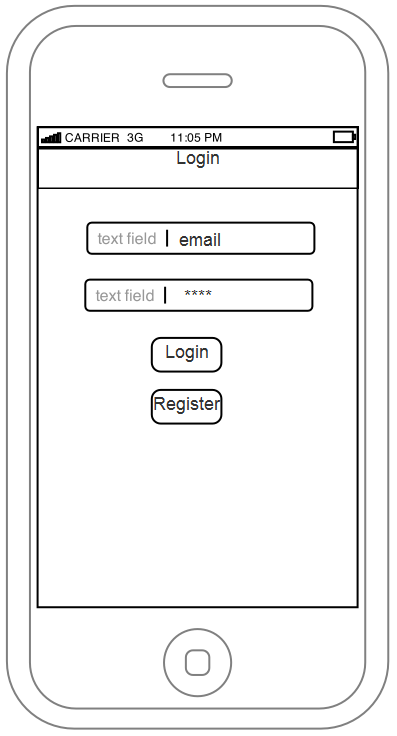 CARRIER 3G 11:05 PM
Login
text field email
text field ****
Login
Register